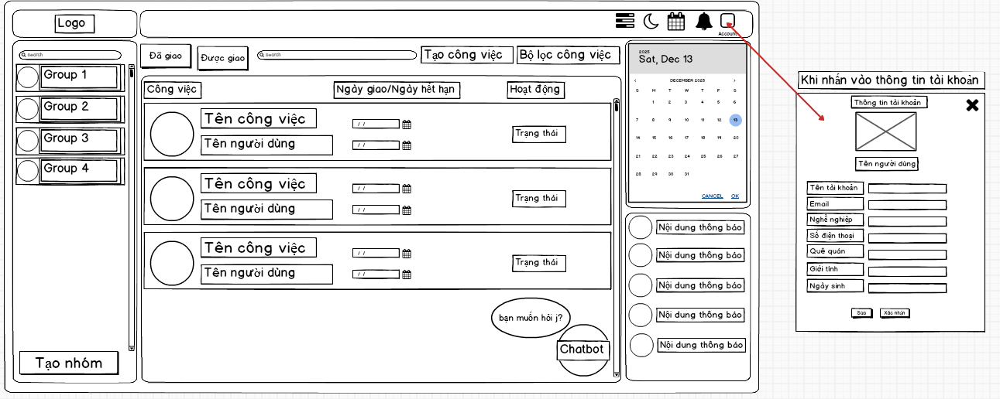 Logo
Account
Search
Group 1
Group 2
Group 3
Group 4
Tạo nhóm
Đã giao
Được giao
Search
Tạo công việc
Bộ lọc công việc
Công việc
Ngày giao/Ngày hết hạn
Hoạt động
Tên công việc
/ /
Tên người dùng
/ /
Trạng thái
Tên công việc
/ /
Tên người dùng
/ /
Trạng thái
Tên công việc
/ /
Tên người dùng
/ /
Trạng thái
bạn muốn hỏi j?
Chatbot
2025
Sat, Dec 13
‹ DECEMBER 2025 ›
S M T W T F S
1 2 3 4 5 6
7 8 9 10 11 12 13
14 15 16 17 18 19 20
21 22 23 24 25 26 27
28 29 30 31
CANCEL OK
Nội dung thông báo
Nội dung thông báo
Nội dung thông báo
Nội dung thông báo
Nội dung thông báo
Khi nhấn vào thông tin tài khoản
Thông tin tài khoản
Tên người dùng
Tên tài khoản
Email
Nghề nghiệp
Số điện thoại
Quê quán
Giới tính
Ngày sinh
Sửa
Xác nhận